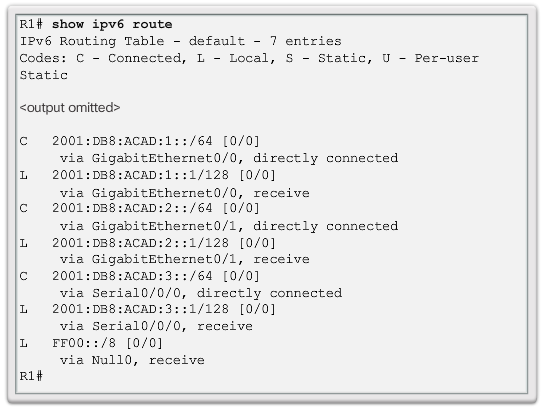 R1# show ipv6 route
IPv6 Routing Table - default - 7 entries
Codes: C - Connected, L - Local, S - Static, U - Per-user
Static
<output omitted>
C   2001:DB8:ACAD:1::/64 [0/0]
     via GigabitEthernet0/0, directly connected
L   2001:DB8:ACAD:1::1/128 [0/0]
     via GigabitEthernet0/0, receive
C   2001:DB8:ACAD:2::/64 [0/0]
     via GigabitEthernet0/1, directly connected
L   2001:DB8:ACAD:2::1/128 [0/0]
     via GigabitEthernet0/1, receive
C   2001:DB8:ACAD:3::/64 [0/0]
     via Serial0/0/0, directly connected
L   2001:DB8:ACAD:3::1/128 [0/0]
     via Serial0/0/0, receive
L   FF00::/8 [0/0]
     via Null0, receive
R1#